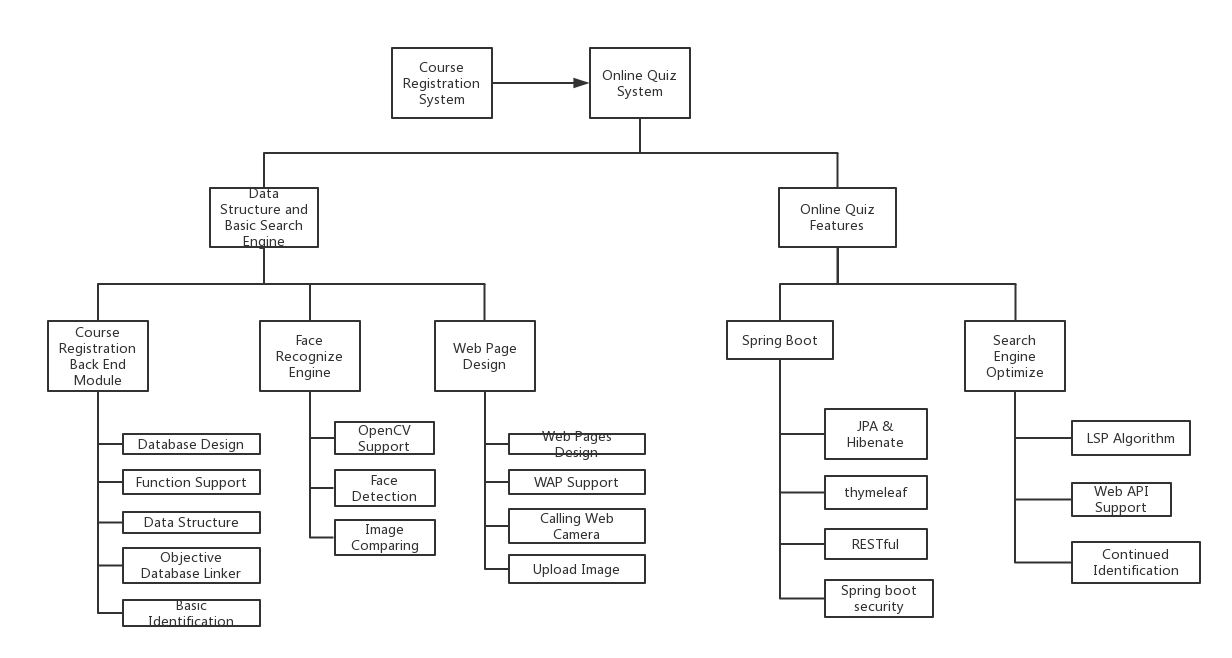 Course
Registration
System
Online Quiz
System
Data
Structure and
Basic Search
Engine
Online Quiz
Features
Course
Registration
Back End
Module
Face
Recognize
Engine
Web Page
Design
Spring Boot
Search
Engine
Optimize
Database Design
Function Support
Data Structure
Objective
Database Linker
Basic
Identification
OpenCV
Support
Face
Detection
Image
Comparing
Web Pages
Design
WAP Support
Calling Web
Camera
Upload Image
JPA &
Hibenate
thymeleaf
RESTful
Spring boot
security
LSP Algorithm
Web API
Support
Continued
Identification